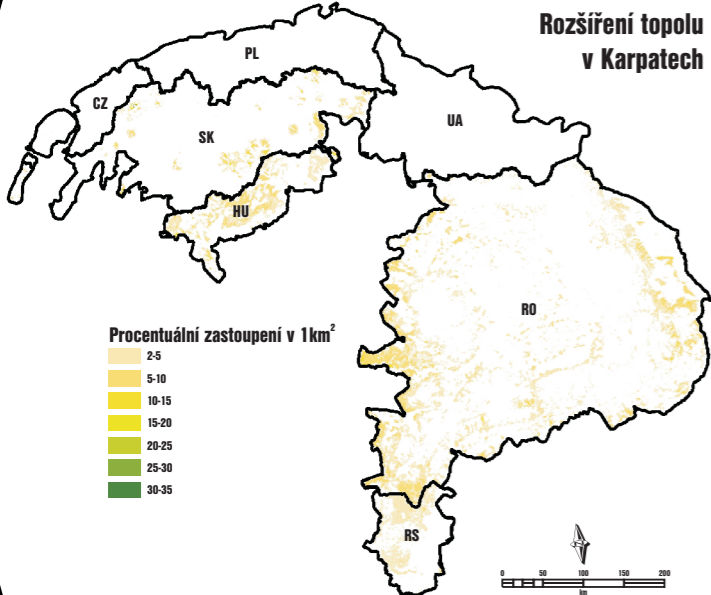 Rozšíření topolu
v Karpatech
PL
CZ
SK
UA
HU
RO
RS
Procentuální zastoupení v 1km²
2-5
5-10
10-15
15-20
20-25
25-30
30-35
0 50 100 150 200
km